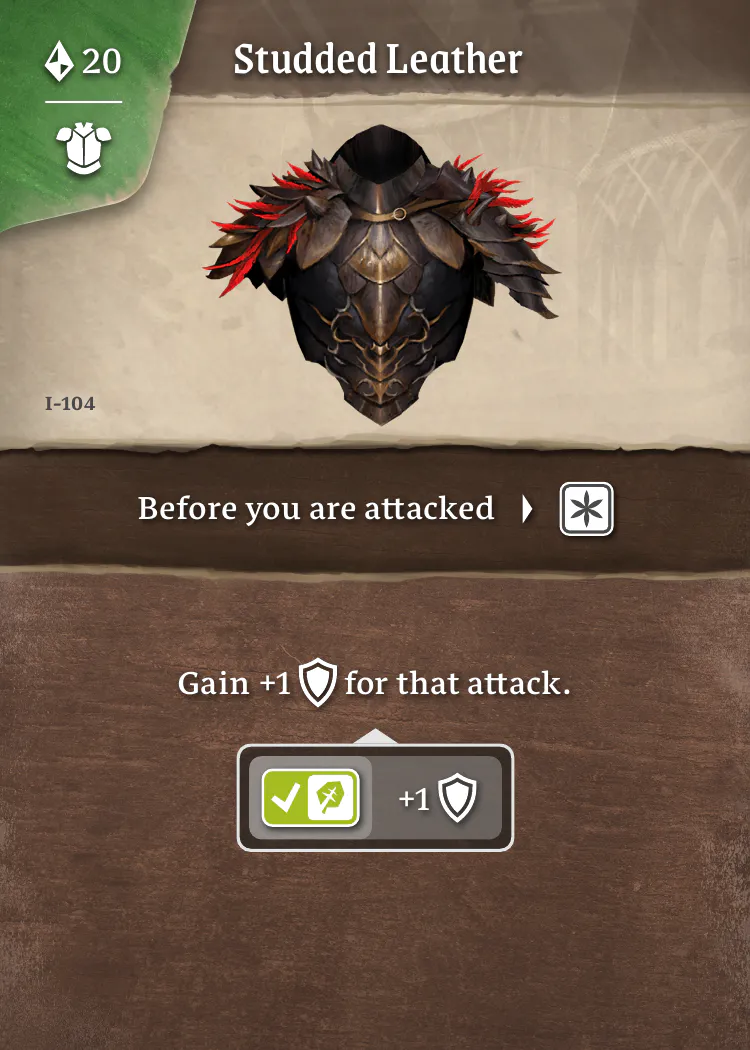 20
Studded Leather
I-104
Before you are attacked
Gain +1 for that attack.
+1